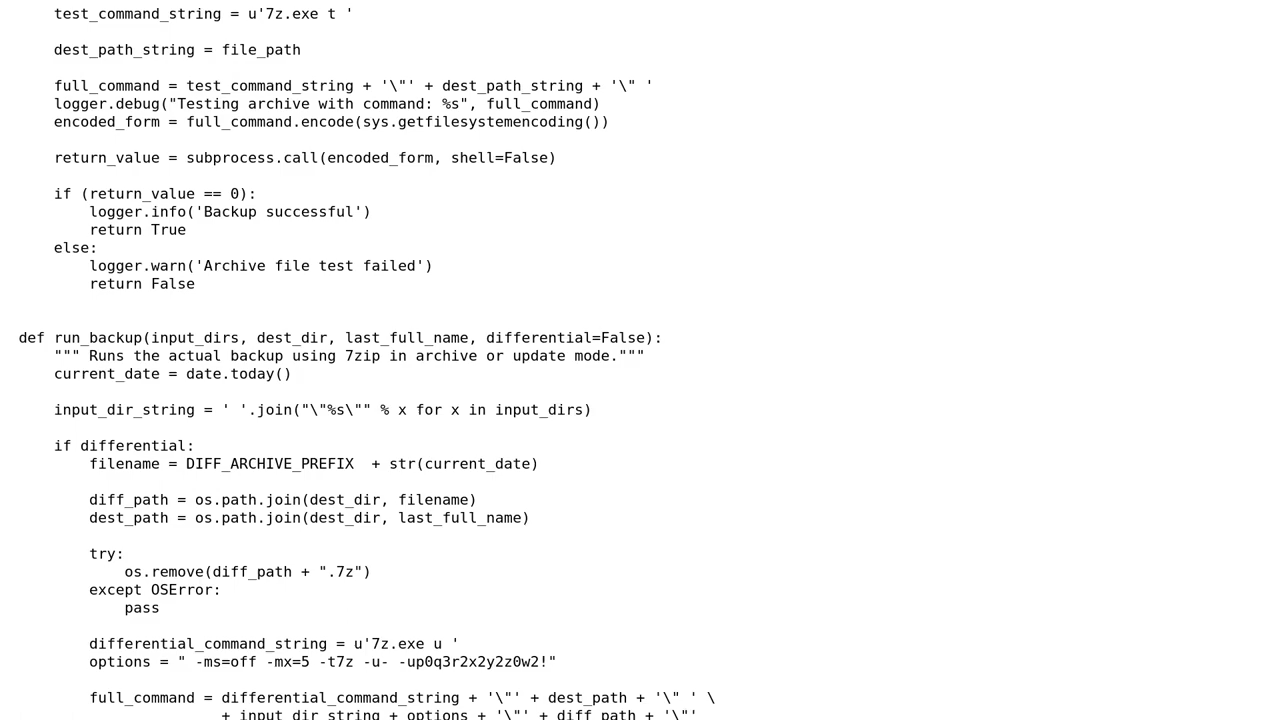 test_command_string = u'7z.exe t '

    dest_path_string = file_path

    full_command = test_command_string + '\"' + dest_path_string + '\" '
    logger.debug("Testing archive with command: %s", full_command)
    encoded_form = full_command.encode(sys.getfilesystemencoding())

    return_value = subprocess.call(encoded_form, shell=False)

    if (return_value == 0):
        logger.info('Backup successful')
        return True
    else:
        logger.warn('Archive file test failed')
        return False


def run_backup(input_dirs, dest_dir, last_full_name, differential=False):
    """ Runs the actual backup using 7zip in archive or update mode."""
    current_date = date.today()

    input_dir_string = ' '.join("\"%s\"" % x for x in input_dirs)

    if differential:
        filename = DIFF_ARCHIVE_PREFIX  + str(current_date)

        diff_path = os.path.join(dest_dir, filename)
        dest_path = os.path.join(dest_dir, last_full_name)

        try:
            os.remove(diff_path + ".7z")
        except OSError:
            pass

        differential_command_string = u'7z.exe u '
        options = " -ms=off -mx=5 -t7z -u- -up0q3r2x2y2z0w2!"

        full_command = differential_command_string + '\"' + dest_path + '\" ' \
                       + input_dir_string + options + '\"' + diff_path + '\"'